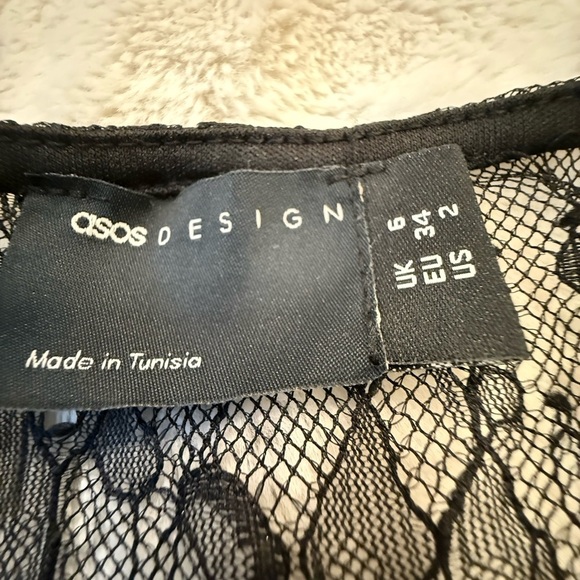 asos DESIGN
Made in Tunisia
UK 6
EU 34
US 2